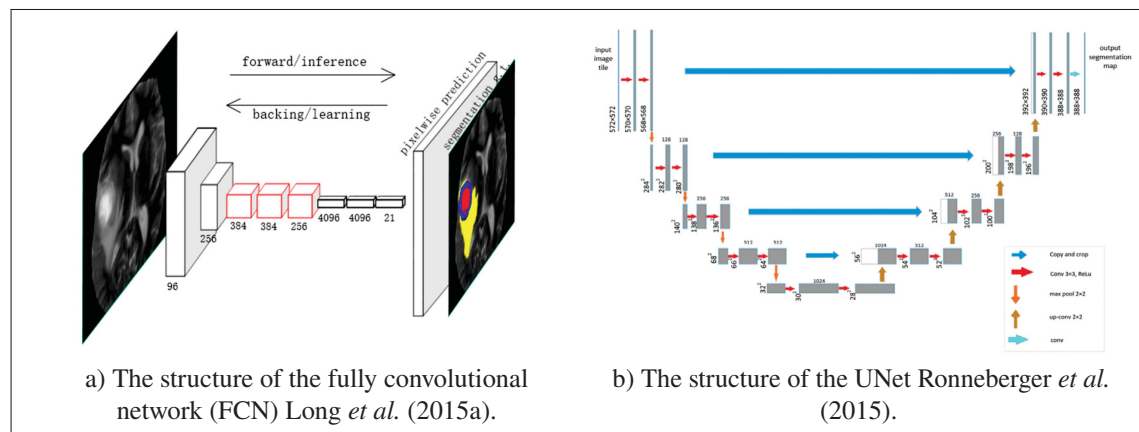 forward/inference
backing/learning
pixelwise prediction
segmentation g.t.
96
256
384
384
256
4096
4096
21
a) The structure of the fully convolutional
network (FCN) Long et al. (2015a).
input
image
tile
output
segmentation
map
572×572
570×570
568×568
392×392
390×390
388×388
388×388
128
128
284²
282²
280²
256
128
200²
198²
196²
256
256
140²
138²
136²
512
256
104²
102²
100²
512
512
68²
66²
64²
1024
512
56²
54²
52²
1024
32²
30²
28²
Copy and crop
Conv 3×3, ReLu
max pool 2×2
up-conv 2×2
conv
b) The structure of the UNet Ronneberger et al.
(2015).